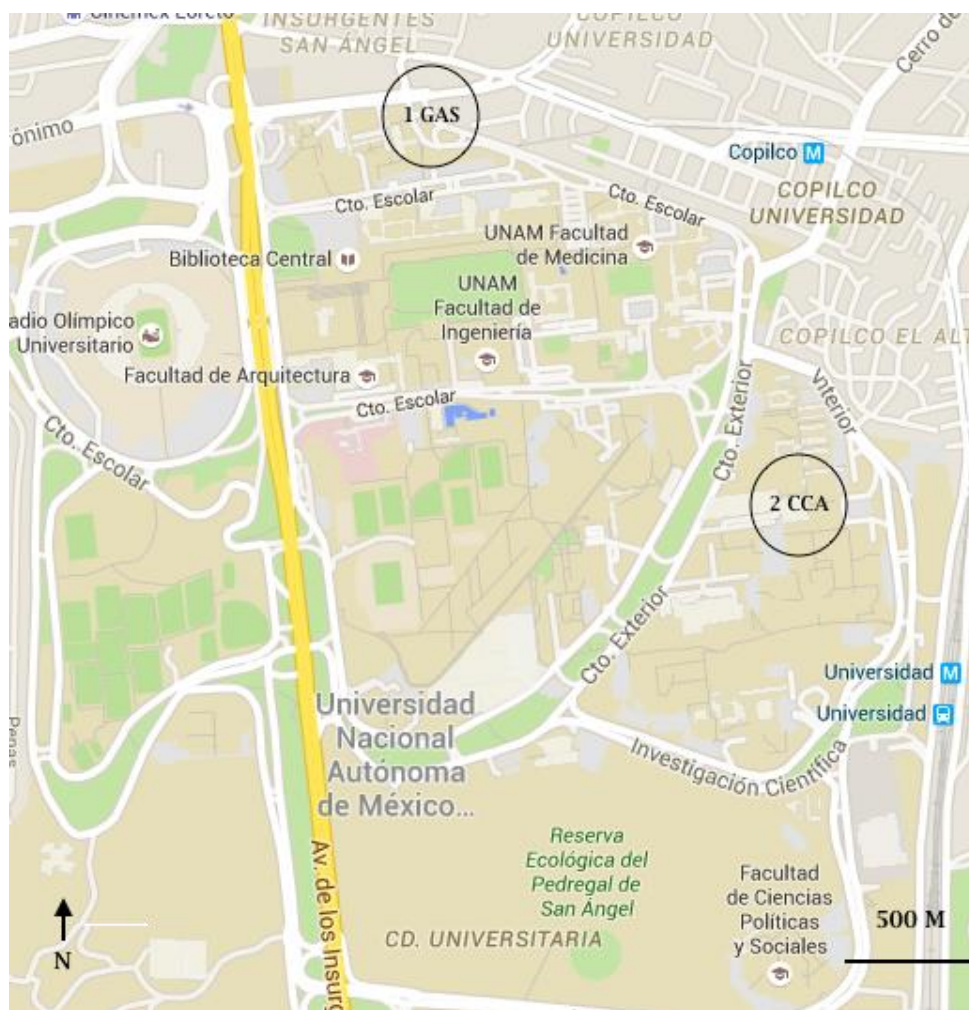 Cinemex Loreto
INSURGENTES
SAN ÁNGEL
COPILCO
UNIVERSIDAD
Cerro de
1 GAS
ónimo
Copilco M
Cto. Escolar
Cto. Escolar
COPILCO
UNIVERSIDAD
UNAM Facultad
de Medicina
Biblioteca Central
UNAM
Facultad de
Ingeniería
adio Olímpico
Universitario
COPILCO EL ALT
Facultad de Arquitectura
Cto. Escolar
Cto. Exterior
Cto. Escolar
2 CCA
Cto. Exterior
Universidad M
Universidad
Universidad
Nacional
Autónoma
de México...
Investigación Científica
Av. de los Insurg
Reserva
Ecológica del
Pedregal de
San Ángel
Facultad
de Ciencias
Políticas
y Sociales
500 M
N
CD. UNIVERSITARIA